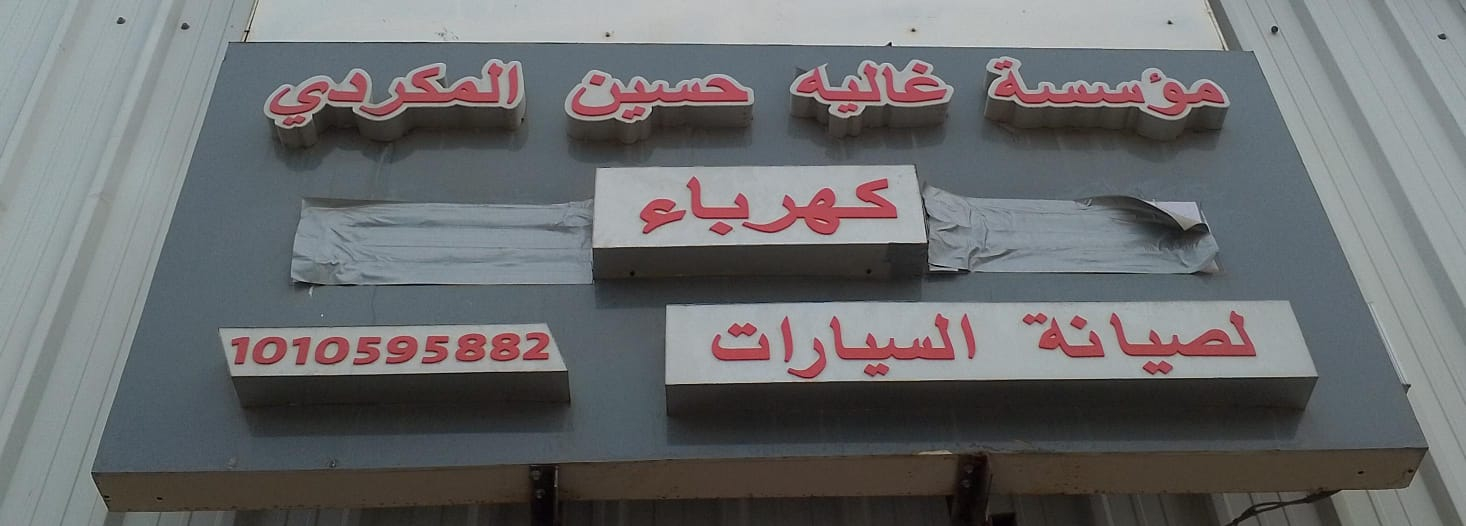 مؤسسة غاليه حسين المكردي
كهرباء
لصيانة السيارات
1010595882